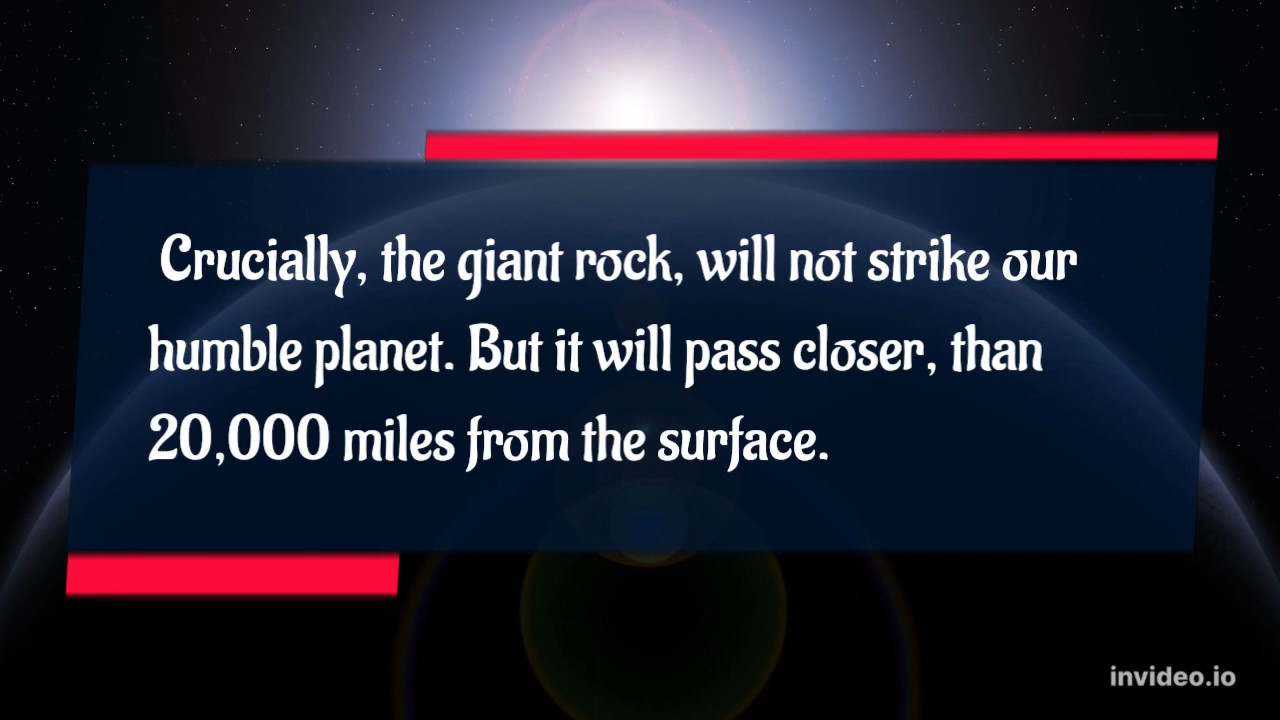 Crucially, the giant rock, will not strike our
humble planet. But it will pass closer, than
20,000 miles from the surface.
invideo.io